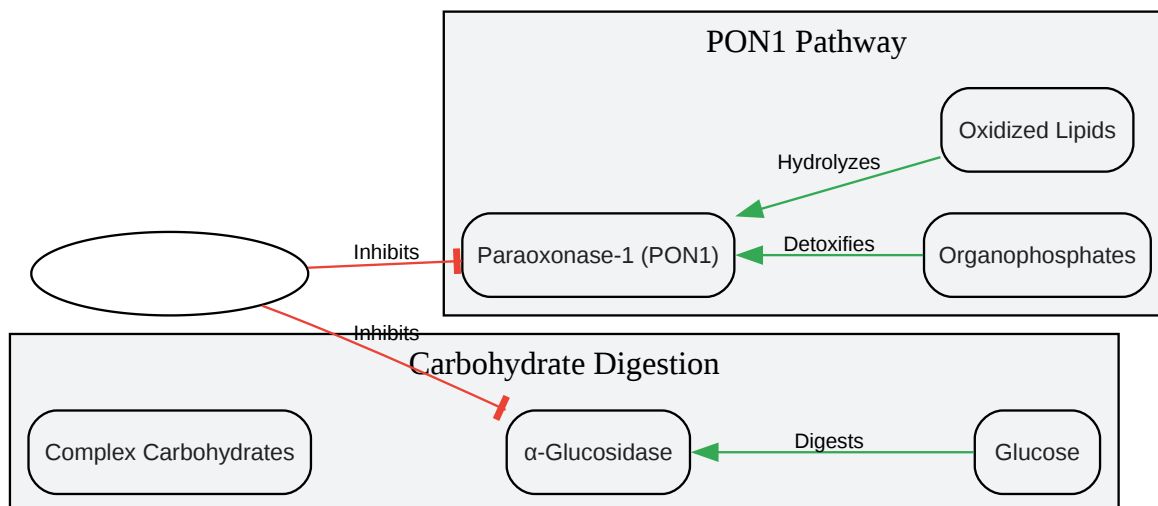 PON1 Pathway
Oxidized Lipids
Hydrolyzes
Inhibits
Paraoxonase-1 (PON1)
Detoxifies
Organophosphates
Inhibits
Carbohydrate Digestion
Complex Carbohydrates
α-Glucosidase
Digests
Glucose